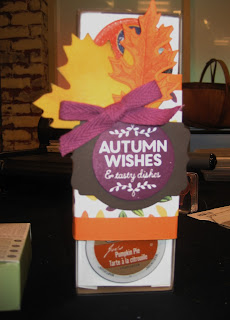 AUTUMN
WISHES
& tasty dishes
Pumpkin Pie
Tarte à la citrouille